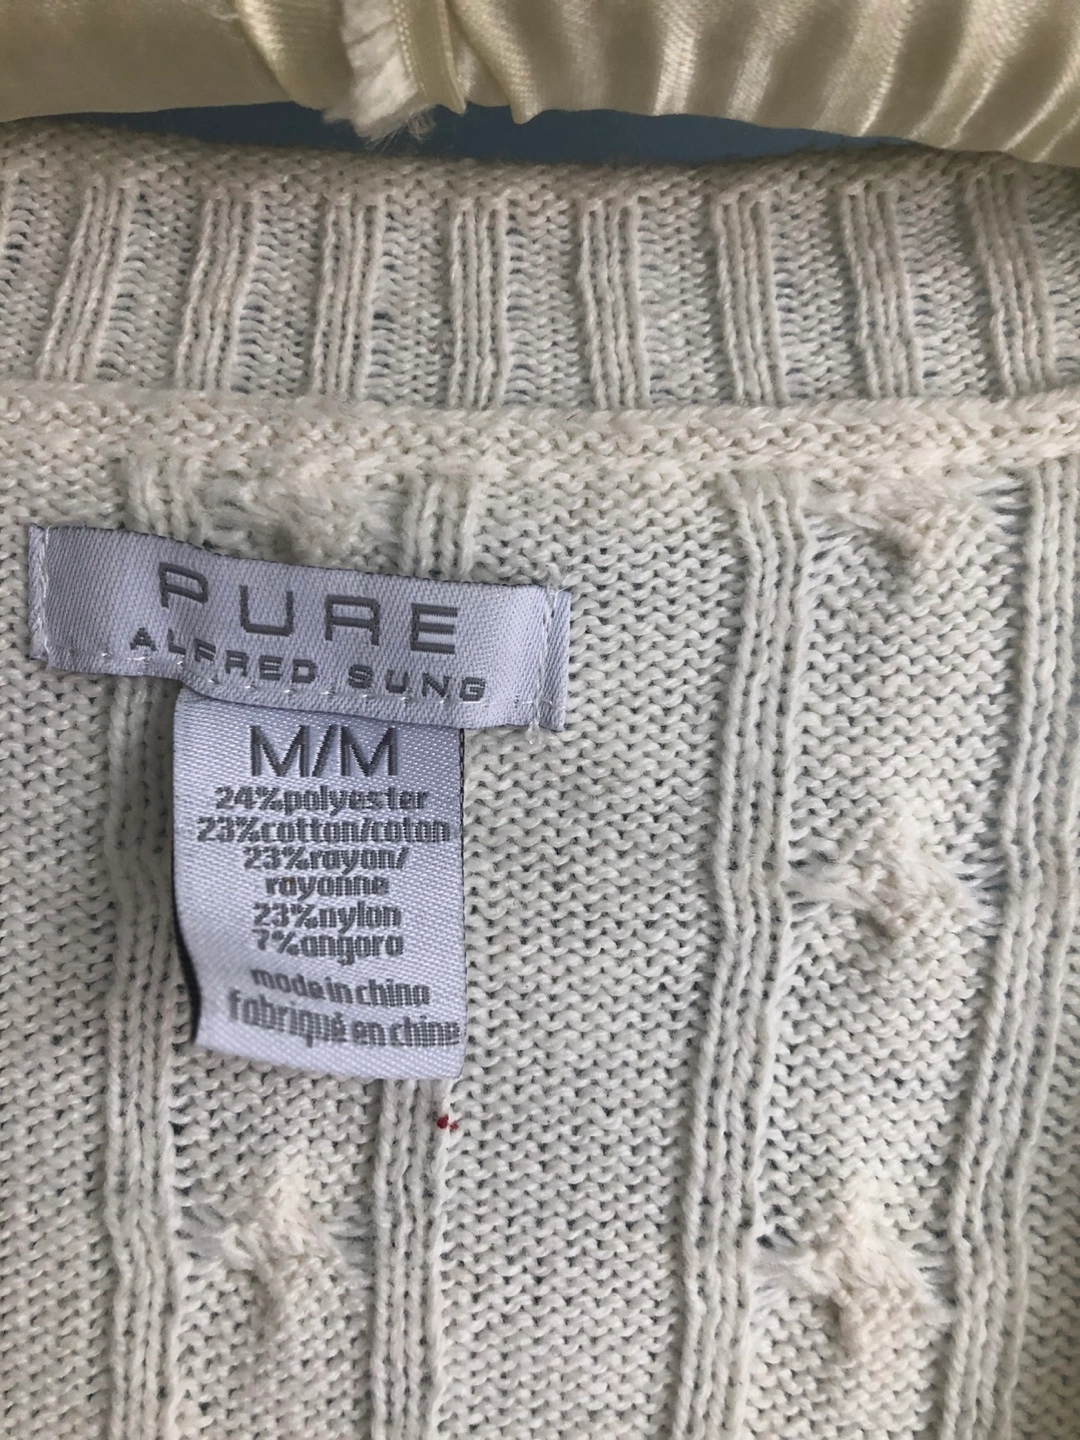 PURE
ALFRED SUNG
M/M
24%polyester
23%cotton/coton
23%rayon/
rayonne
23%nylon
7%angora
made in china
fabriqué en chine